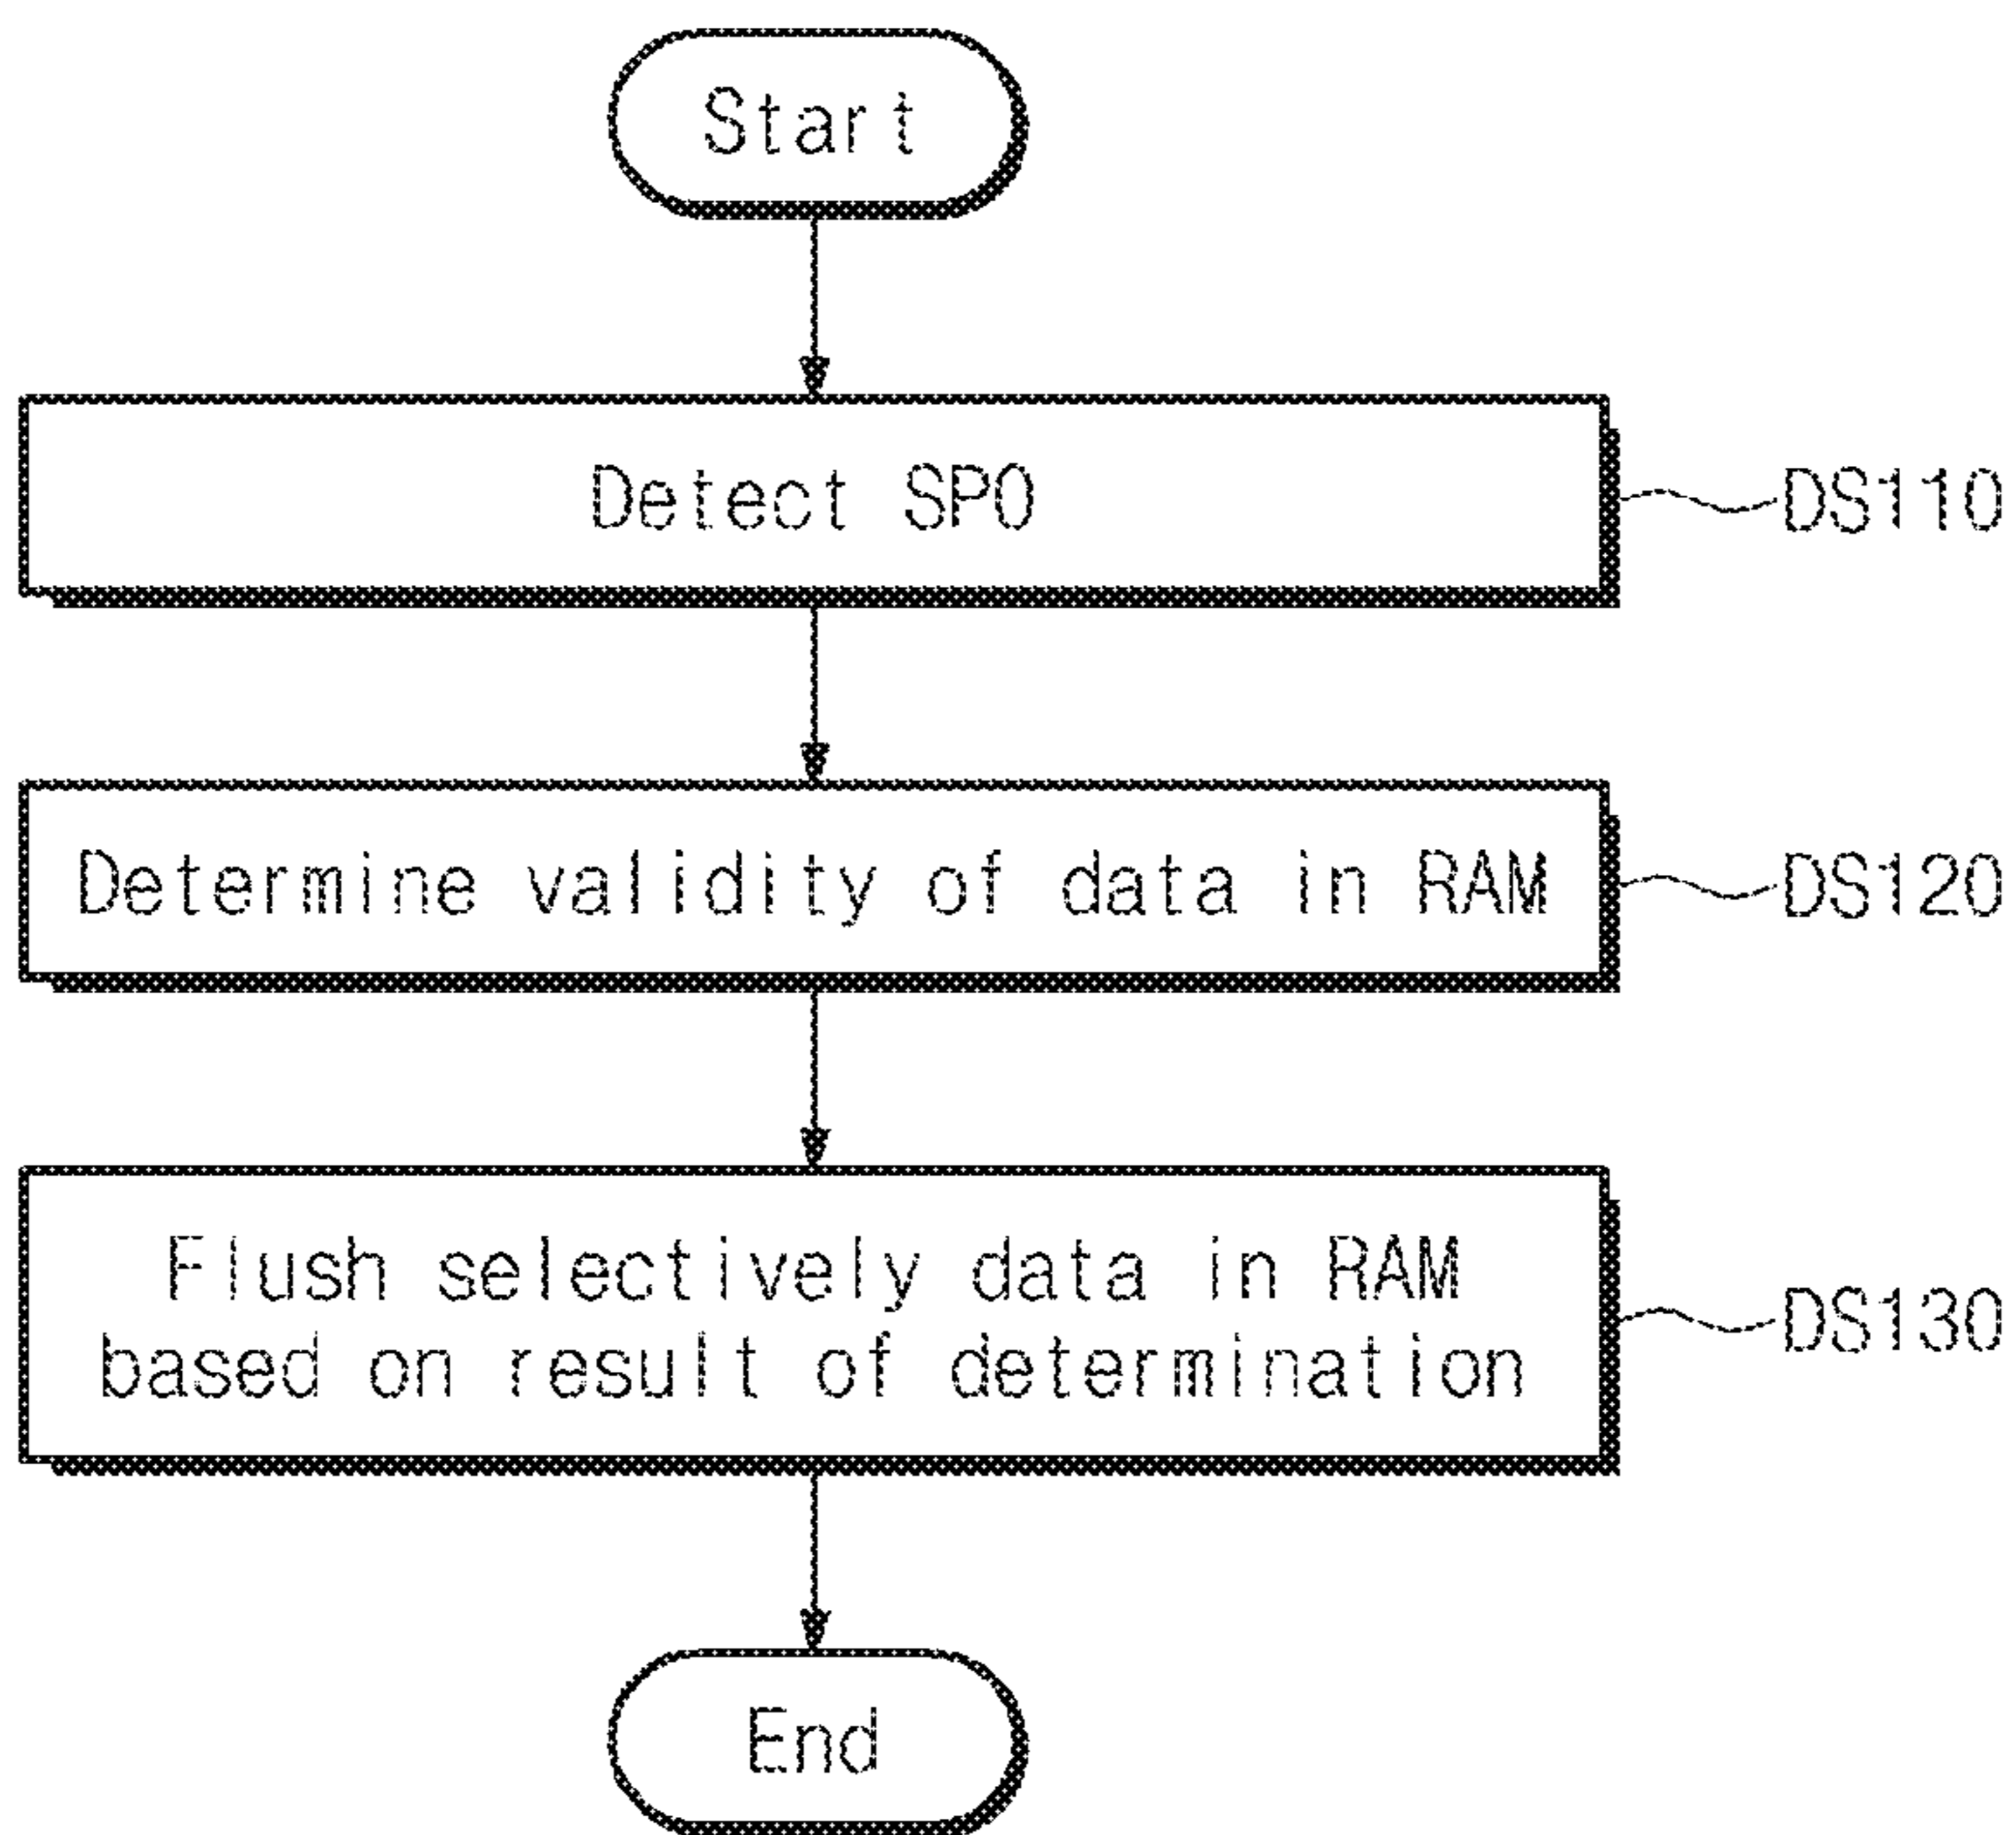 Start
Detect SPO
DS110
Determine validity of data in RAM
DS120
Flush selectively data in RAM
based on result of determination
DS130
End